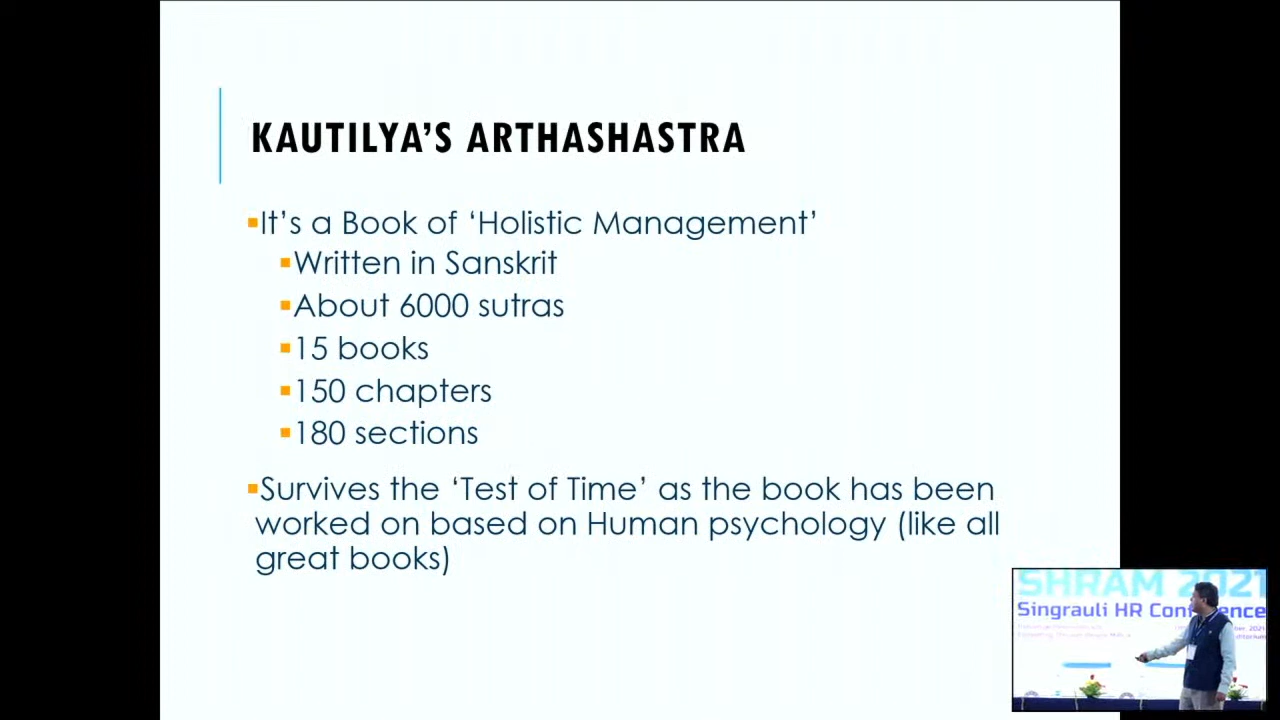 KAUTILYA’S ARTHASHASTRA
▪It’s a Book of ‘Holistic Management’
▪Written in Sanskrit
▪About 6000 sutras
▪15 books
▪150 chapters
▪180 sections
▪Survives the ‘Test of Time’ as the book has been
worked on based on Human psychology (like all
great books)
SHRAM 2021
Singrauli HR Conf ence